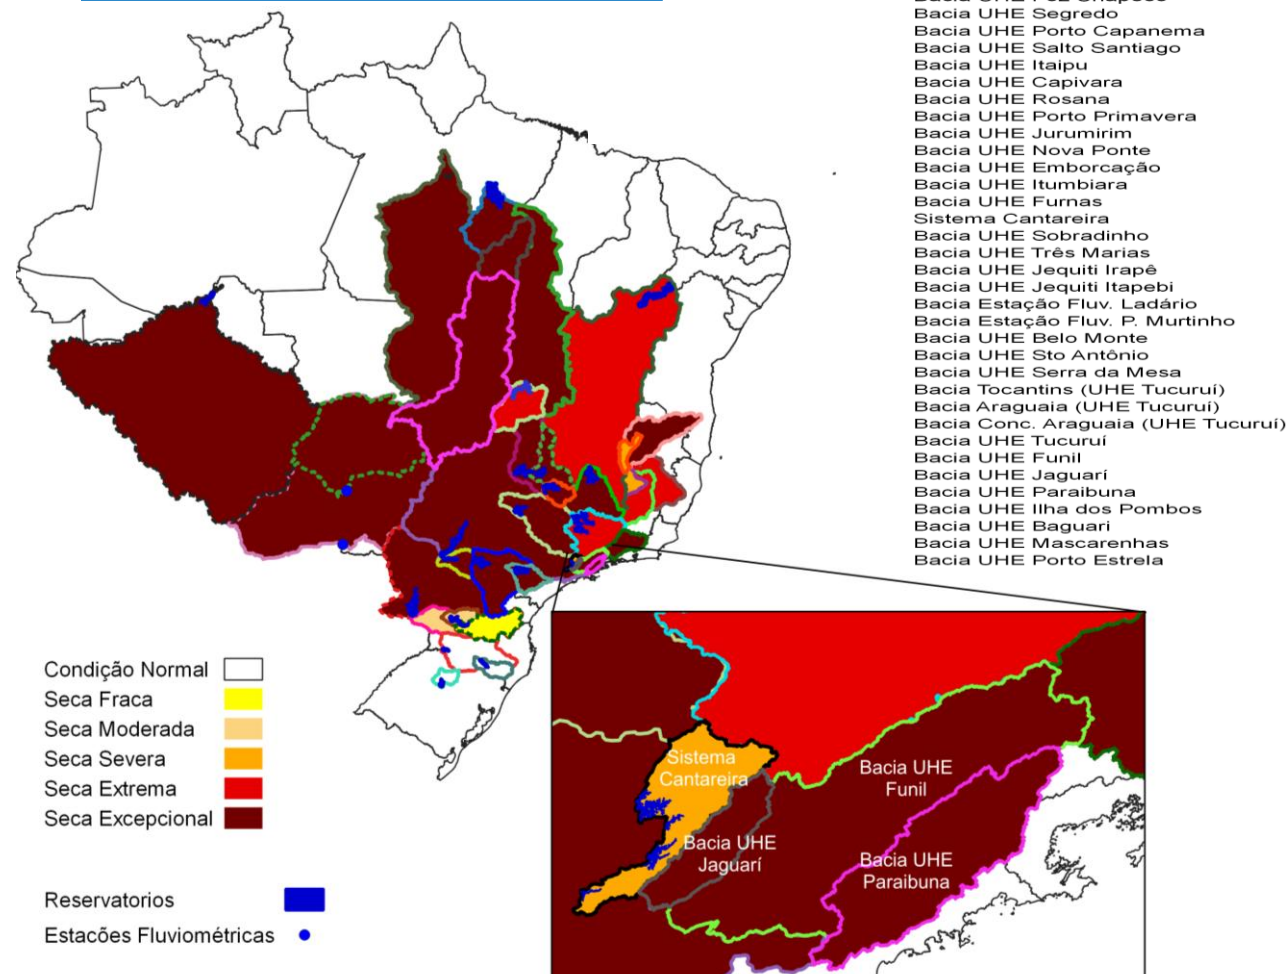 Bacia UHE Segredo
Bacia UHE Porto Capanema
Bacia UHE Salto Santiago
Bacia UHE Itaipu
Bacia UHE Capivara
Bacia UHE Rosana
Bacia UHE Porto Primavera
Bacia UHE Jurumirim
Bacia UHE Nova Ponte
Bacia UHE Emborcação
Bacia UHE Itumbiara
Bacia UHE Furnas
Sistema Cantareira
Bacia UHE Sobradinho
Bacia UHE Três Marias
Bacia UHE Jequiti Irapê
Bacia UHE Jequiti Itapebi
Bacia Estação Fluv. Ladário
Bacia Estação Fluv. P. Murtinho
Bacia UHE Belo Monte
Bacia UHE Sto Antônio
Bacia UHE Serra da Mesa
Bacia Tocantins (UHE Tucuruí)
Bacia Araguaia (UHE Tucuruí)
Bacia Conc. Araguaia (UHE Tucuruí)
Bacia UHE Tucuruí
Bacia UHE Funil
Bacia UHE Jaguarí
Bacia UHE Paraibuna
Bacia UHE Ilha dos Pombos
Bacia UHE Baguari
Bacia UHE Mascarenhas
Bacia UHE Porto Estrela
Condição Normal
Seca Fraca
Seca Moderada
Seca Severa
Seca Extrema
Seca Excepcional
Reservatorios
Estacões Fluviométricas
Sistema
Cantareira
Bacia UHE
Funil
Bacia UHE
Jaguarí
Bacia UHE
Paraibuna